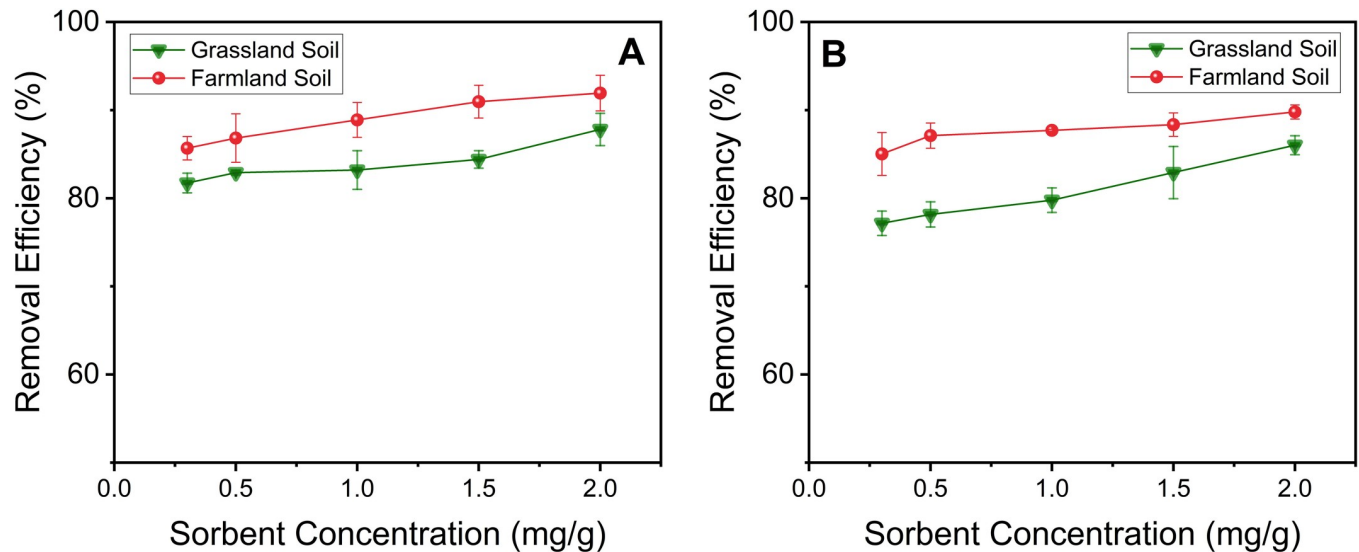 A
Grassland Soil
Farmland Soil
100
80
60
Removal Efficiency (%)
0.0 0.5 1.0 1.5 2.0
Sorbent Concentration (mg/g)
B
Grassland Soil
Farmland Soil
100
80
60
Removal Efficiency (%)
0.0 0.5 1.0 1.5 2.0
Sorbent Concentration (mg/g)